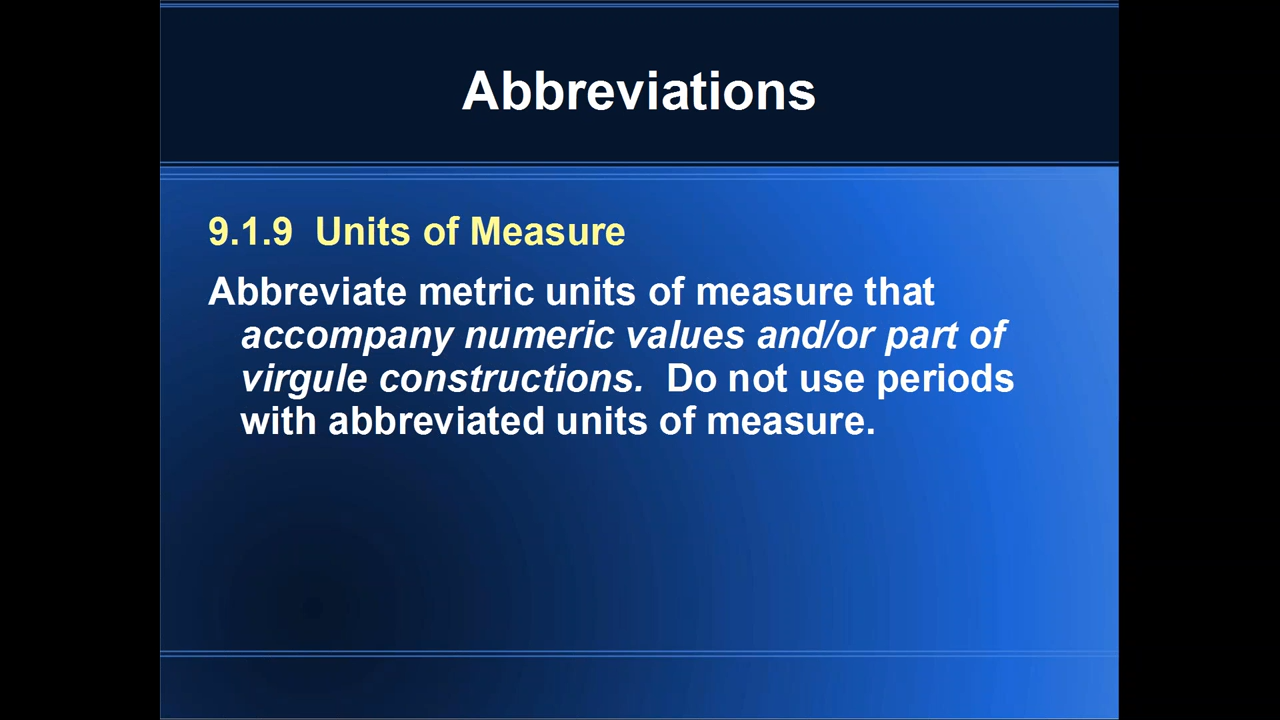 Abbreviations
9.1.9  Units of Measure
Abbreviate metric units of measure that
accompany numeric values and/or part of
virgule constructions.  Do not use periods
with abbreviated units of measure.